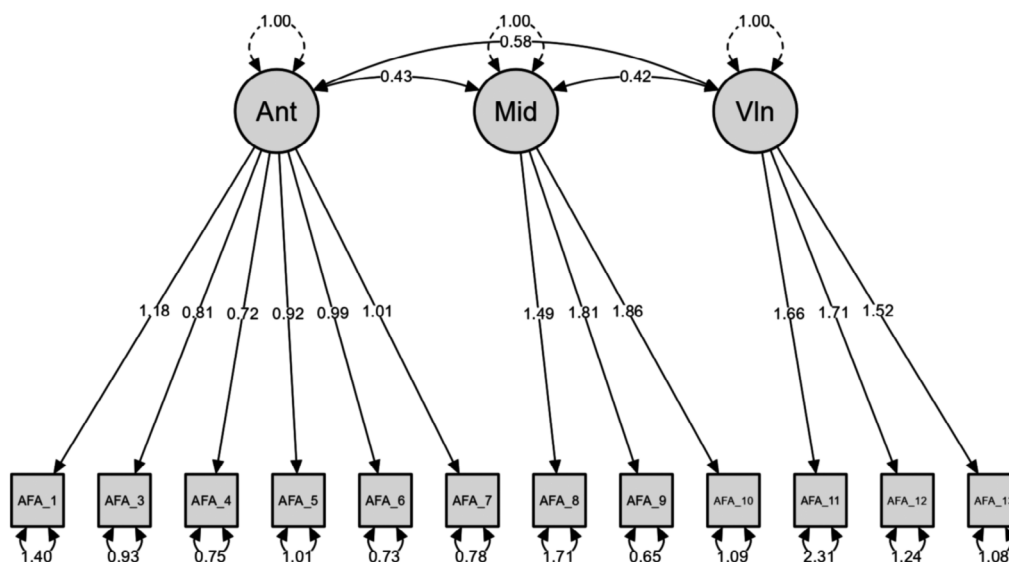 1.00 1.00 1.00
0.58
0.43 0.42
Ant Mid Vln
1.18 0.81 0.72 0.92 0.99 1.01 1.49 1.81 1.86 1.66 1.71 1.52
AFA_1 AFA_3 AFA_4 AFA_5 AFA_6 AFA_7 AFA_8 AFA_9 AFA_10 AFA_11 AFA_12
1.40 0.93 0.75 1.01 0.73 0.78 1.71 0.65 1.09 2.31 1.24 1.08